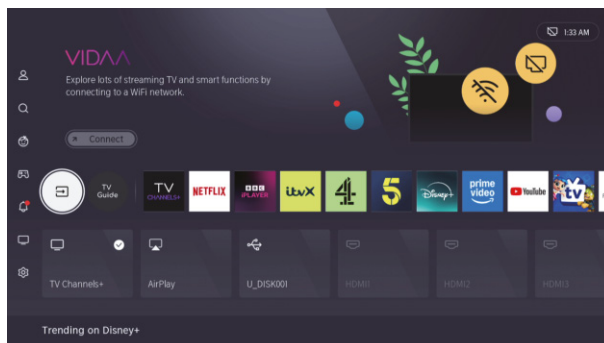 1:33 AM
VIDAA
Explore lots of streaming TV and smart functions by
connecting to a WiFi network.
Connect
TV
Guide
TV
CHANNELS+
NETFLIX
BBC
iPLAYER
itvX
4
5
Disney+
prime
video
YouTube
tv
TV Channels+
AirPlay
U_DISK001
HDMI1
HDMI2
HDMI3
Trending on Disney+